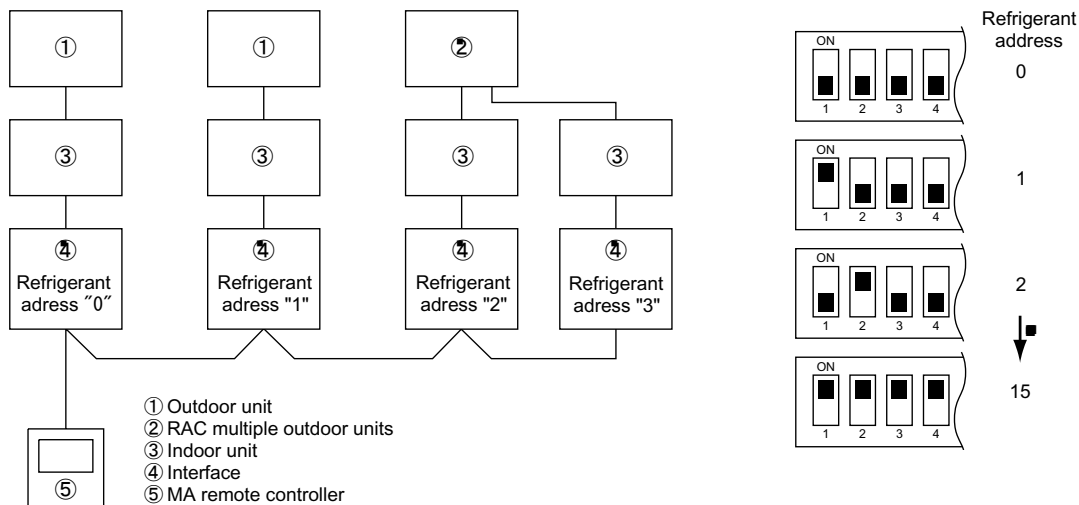 ① ① ②
③ ③ ③ ③
④ ④ ④ ④
Refrigerant
adress ″0″
Refrigerant
adress "1"
Refrigerant
adress "2"
Refrigerant
adress "3"
⑤
① Outdoor unit
② RAC multiple outdoor units
③ Indoor unit
④ Interface
⑤ MA remote controller
Refrigerant
address
ON
1 2 3 4
0
ON
1 2 3 4
1
ON
1 2 3 4
2
ON
1 2 3 4
15